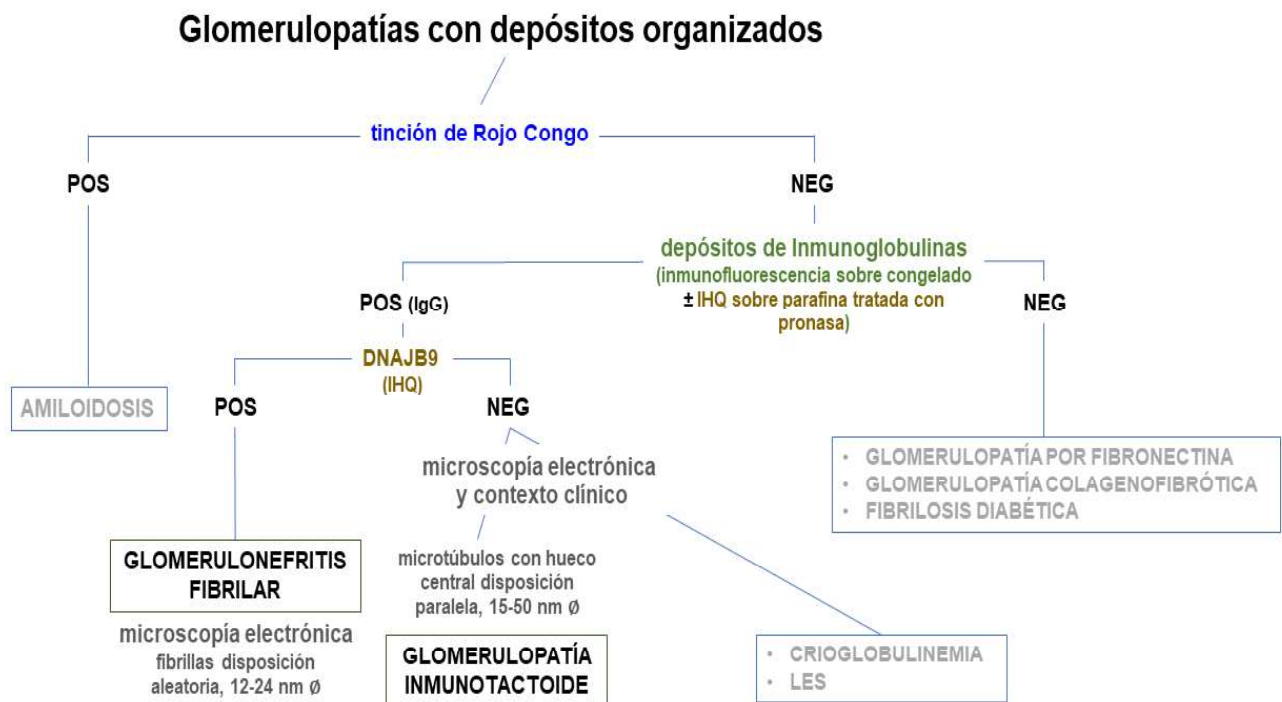 Glomerulopatías con depósitos organizados
tinción de Rojo Congo
POS
NEG
depósitos de Inmunoglobulinas
(inmunofluorescencia sobre congelado
± IHQ sobre parafina tratada con
pronasa)
POS (IgG)
NEG
DNAJB9
(IHQ)
AMILOIDOSIS
POS
NEG
microscopía electrónica
y contexto clínico
• GLOMERULOPATÍA POR FIBRONECTINA
• GLOMERULOPATÍA COLAGENOFIBRÓTICA
• FIBRILOSIS DIABÉTICA
GLOMERULONEFRITIS
FIBRILAR
microscopía electrónica
fibrillas disposición
aleatoria, 12-24 nm Ø
microtúbulos con hueco
central disposición
paralela, 15-50 nm Ø
GLOMERULOPATÍA
INMUNOTACTOIDE
• CRIOGLOBULINEMIA
• LES